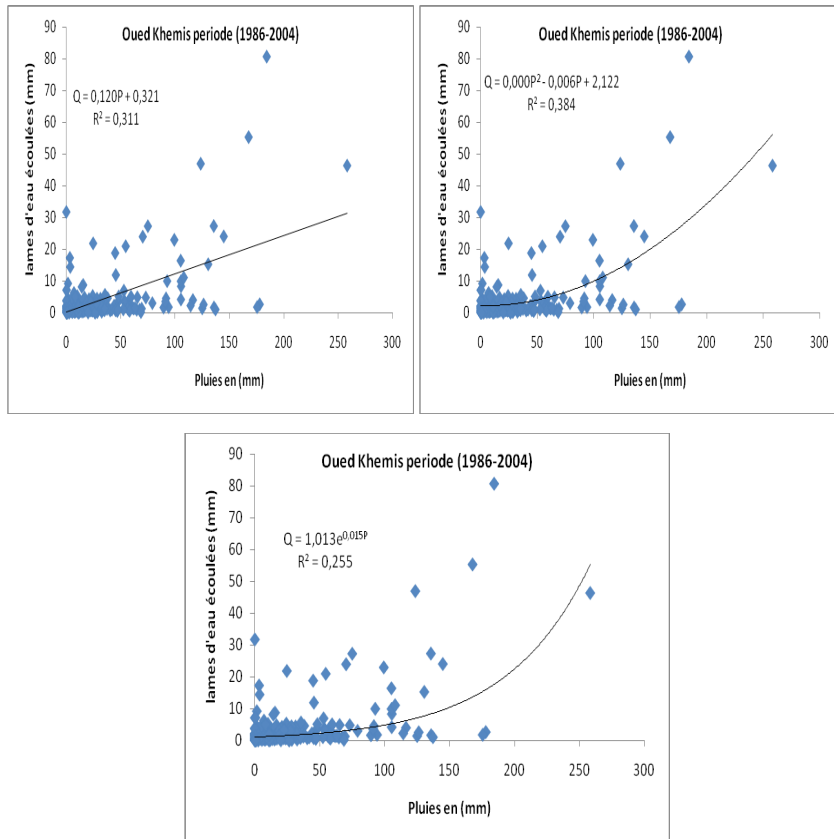 Oued Khemis periode (1986-2004)
Q = 0,120P + 0,321
R² = 0,311
lames d'eau écoulées (mm)
90
80
70
60
50
40
30
20
10
0
0 50 100 150 200 250 300
Pluies en (mm)
Oued Khemis periode (1986-2004)
Q = 0,000P² - 0,006P + 2,122
R² = 0,384
lames d'eau écoulées (mm)
90
80
70
60
50
40
30
20
10
0
0 50 100 150 200 250 300
Pluies en (mm)
Oued Khemis periode (1986-2004)
Q = 1,013e^0,015P
R² = 0,255
lames d'eau écoulées (mm)
90
80
70
60
50
40
30
20
10
0
0 50 100 150 200 250 300
Pluies en (mm)